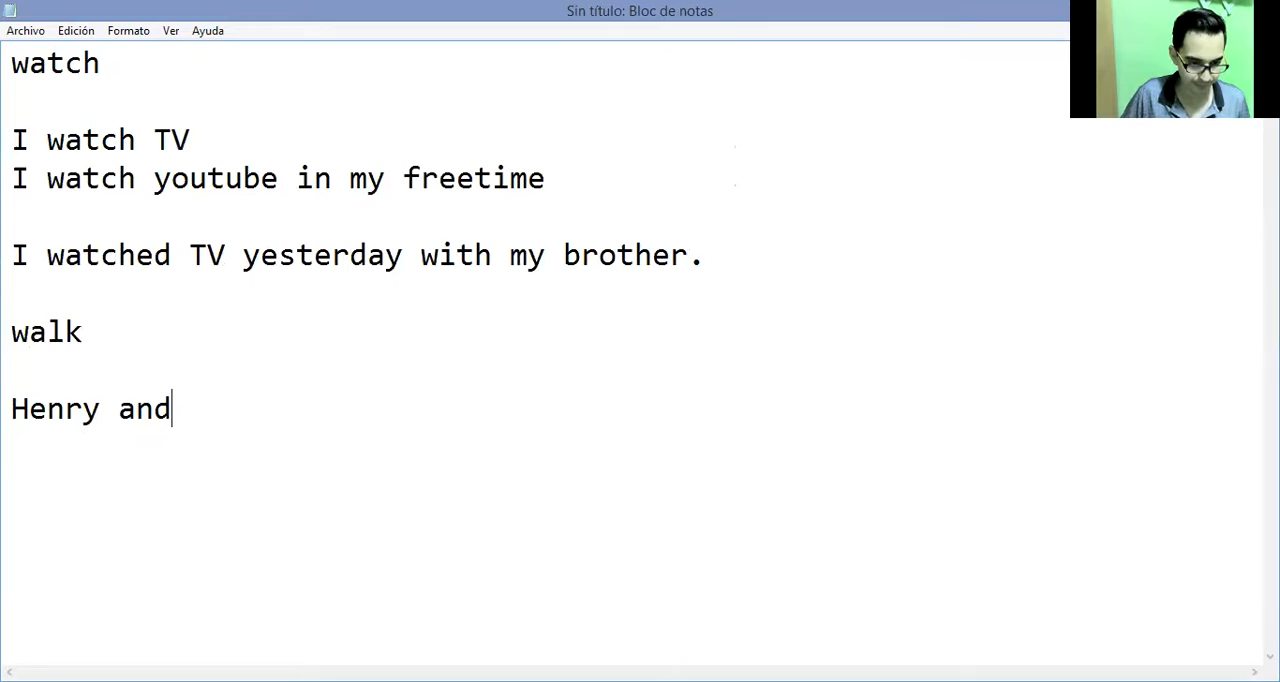 Sin título: Bloc de notas
Archivo Edición Formato Ver Ayuda
watch
I watch TV
I watch youtube in my freetime
I watched TV yesterday with my brother.
walk
Henry and